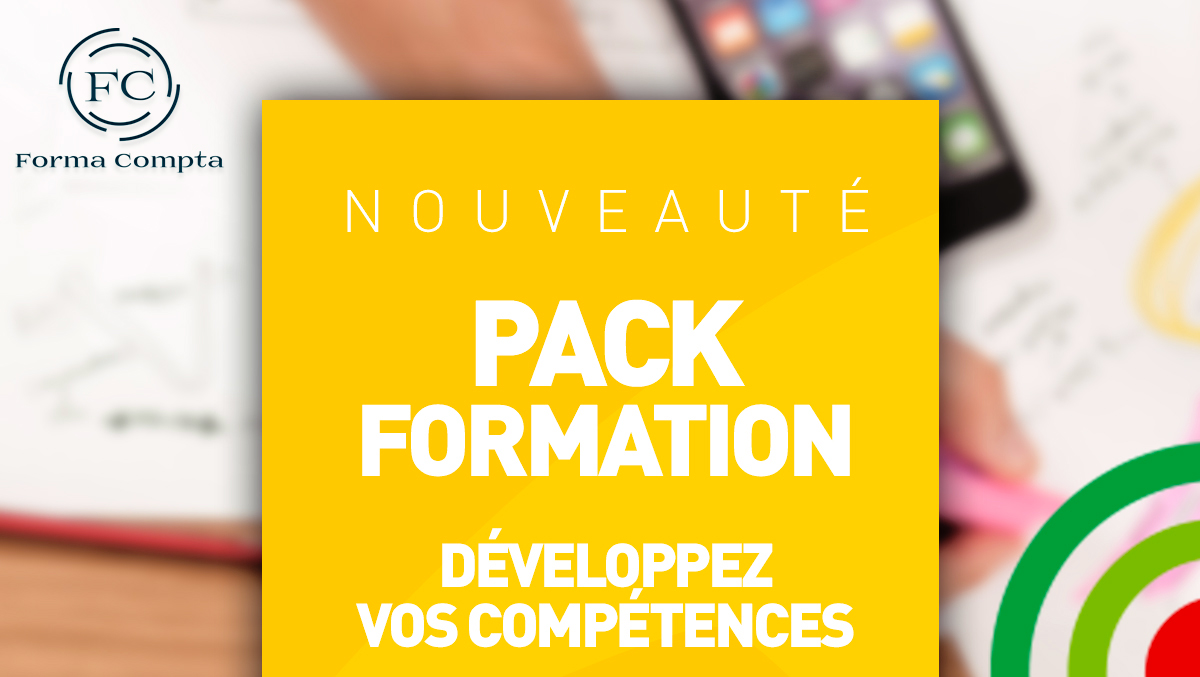 FC
Forma Compta
NOUVEAUTÉ
PACK
FORMATION
DÉVELOPPEZ
VOS COMPÉTENCES